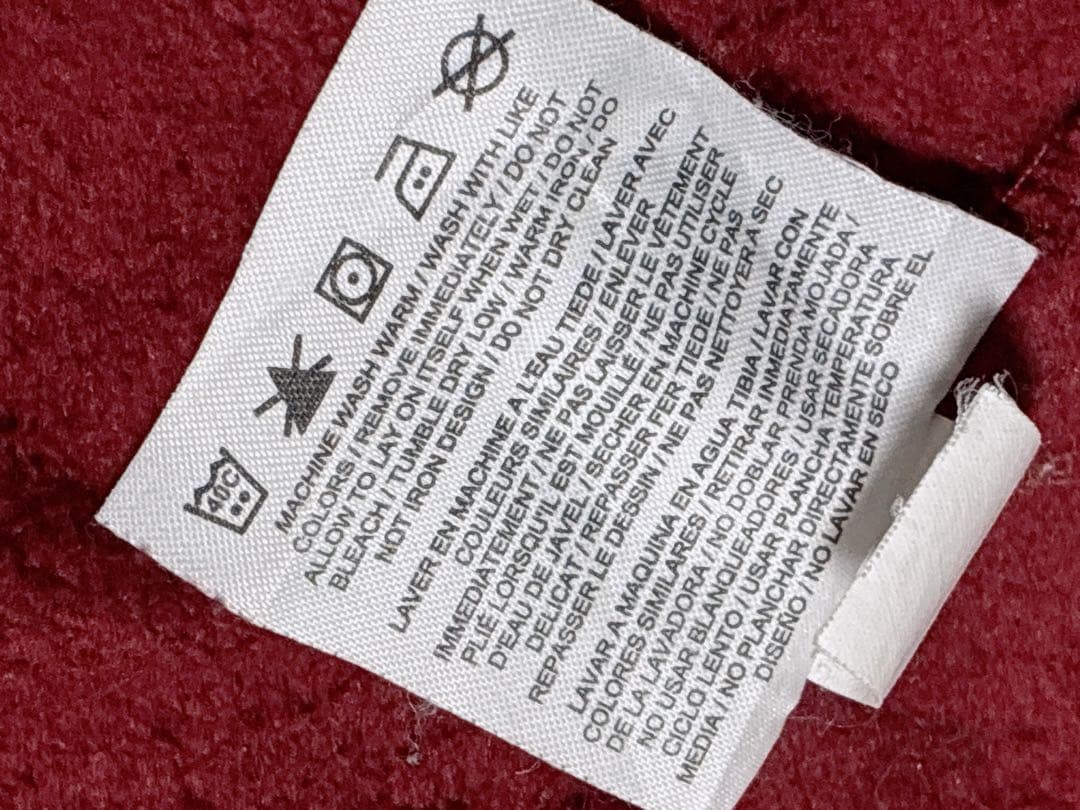 40C
MACHINE WASH WARM / WASH WITH LIKE
COLORS / REMOVE IMMEDIATELY / DO NOT
ALLOW TO LAY ON ITSELF WHEN WET / DO NOT
BLEACH / TUMBLE DRY LOW / WARM IRON / DO
NOT IRON DESIGN / DO NOT DRY CLEAN
LAVER EN MACHINE A L'EAU TIEDE / LAVER AVEC
COULEURS SIMILAIRES / ENLEVER
IMMEDIATEMENT / NE PAS LAISSER LE VÊTEMENT
PLIÉ LORSQU'IL EST MOUILLÉ / NE PAS UTILISER
D'EAU DE JAVEL / SECHER EN MACHINE CYCLE
DELICAT / REPASSER FER TIEDE / NE PAS
REPASSER LE DESSIN / NE PAS NETTOYER A SEC
LAVAR A MAQUINA EN AGUA TIBIA / LAVAR CON
COLORES SIMILARES / RETIRAR INMEDIATAMENTE
DE LA LAVADORA / NO DOBLAR PRENDA MOJADA /
NO USAR BLANQUEADORES / USAR SECADORA /
CICLO LENTO / USAR PLANCHA TEMPERATURA
MEDIA / NO PLANCHAR DIRECTAMENTE SOBRE EL
DISEÑO / NO LAVAR EN SECO